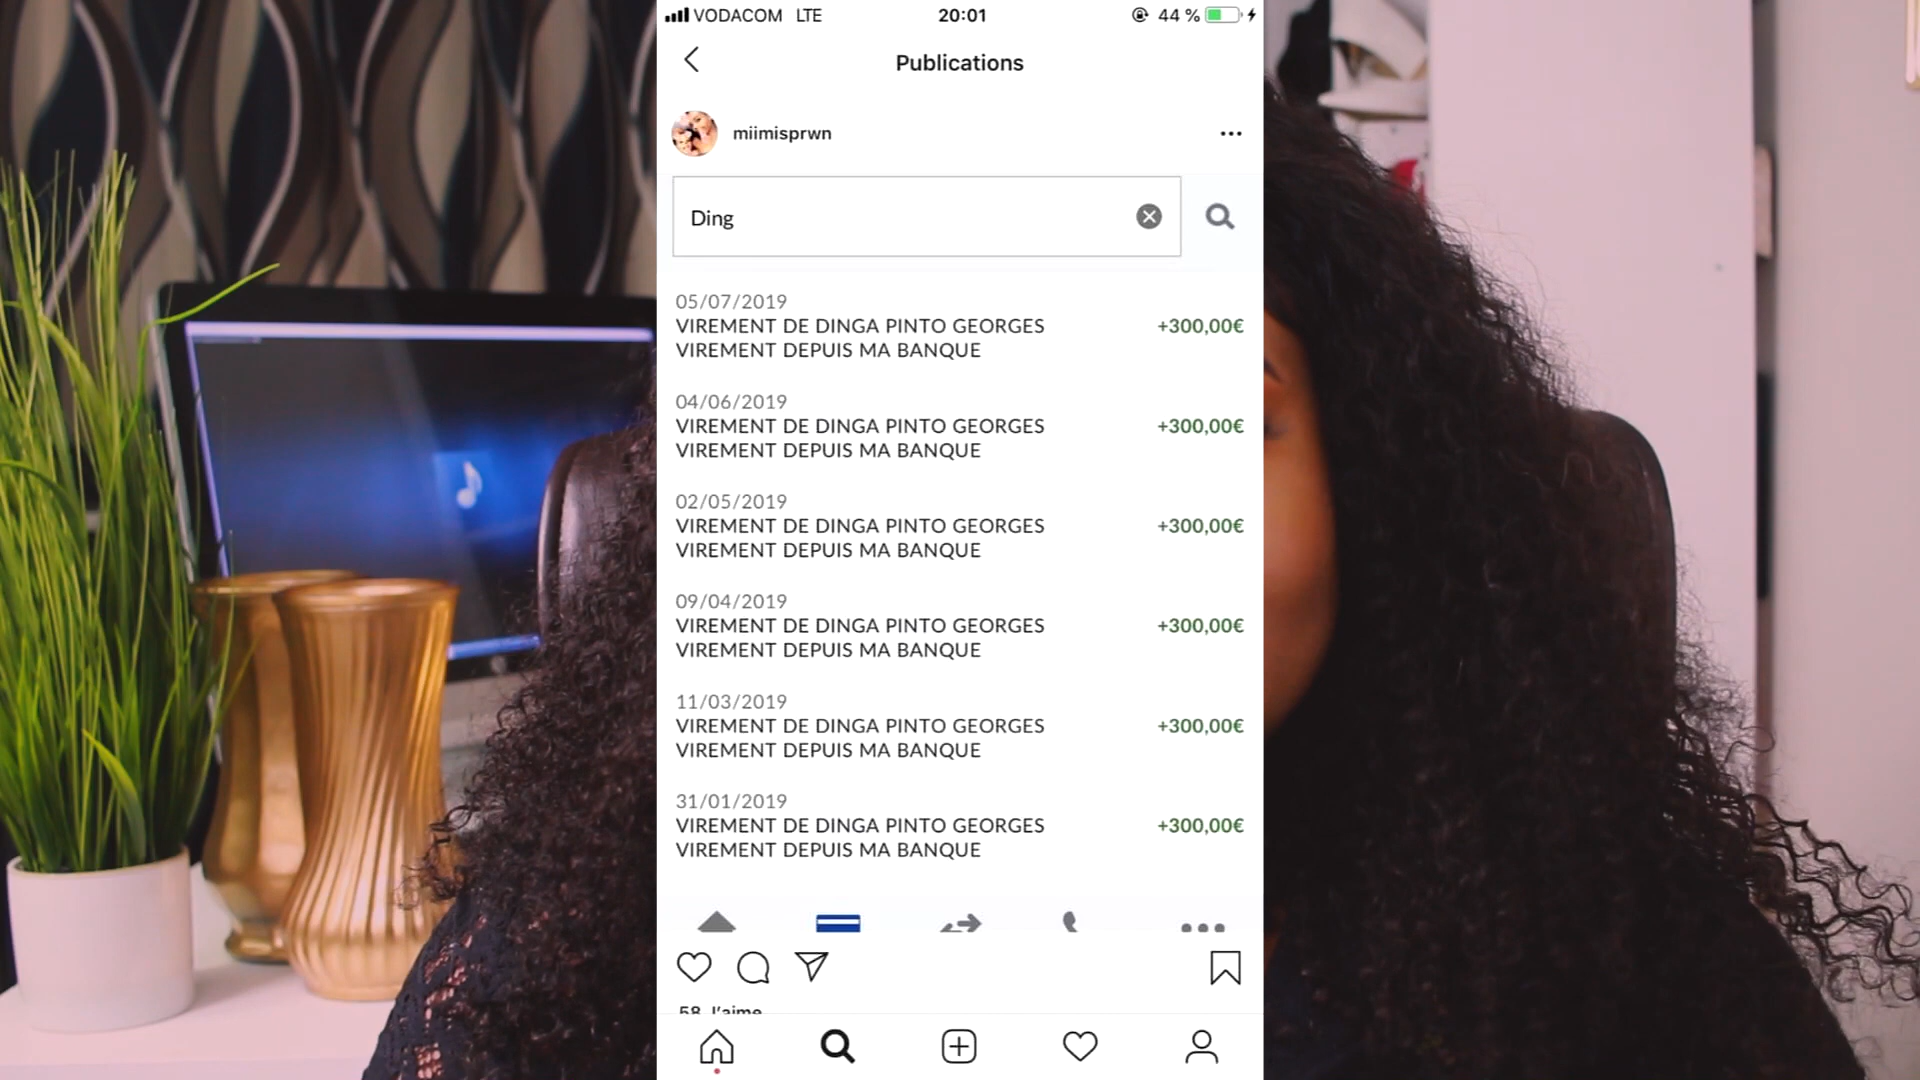 VODACOM LTE 20:01 44 %
Publications
miimisprwn
Ding
05/07/2019
VIREMENT DE DINGA PINTO GEORGES +300,00€
VIREMENT DEPUIS MA BANQUE
04/06/2019
VIREMENT DE DINGA PINTO GEORGES +300,00€
VIREMENT DEPUIS MA BANQUE
02/05/2019
VIREMENT DE DINGA PINTO GEORGES +300,00€
VIREMENT DEPUIS MA BANQUE
09/04/2019
VIREMENT DE DINGA PINTO GEORGES +300,00€
VIREMENT DEPUIS MA BANQUE
11/03/2019
VIREMENT DE DINGA PINTO GEORGES +300,00€
VIREMENT DEPUIS MA BANQUE
31/01/2019
VIREMENT DE DINGA PINTO GEORGES +300,00€
VIREMENT DEPUIS MA BANQUE
58 J'aime